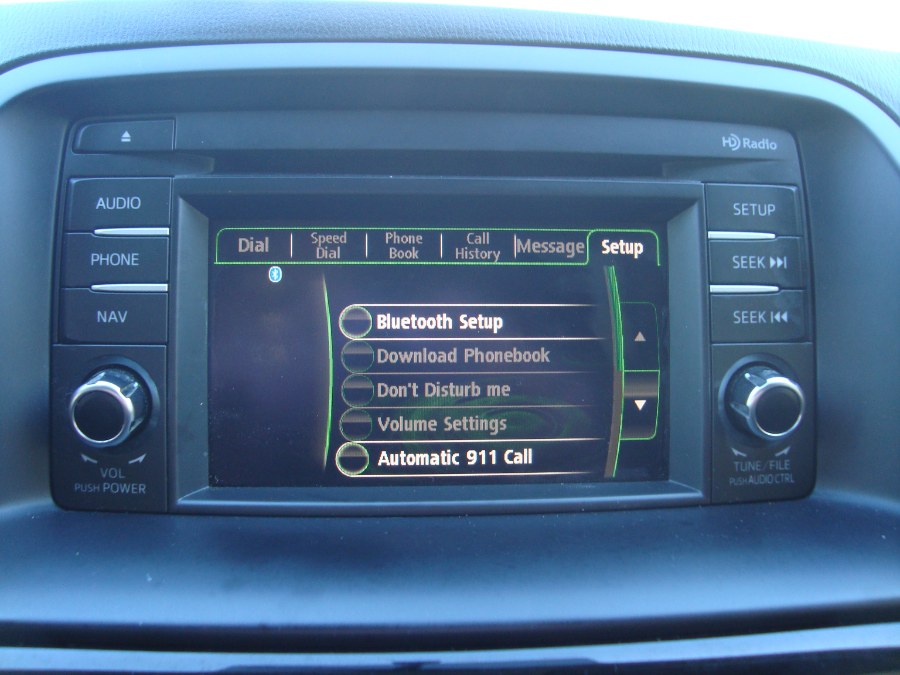 HD Radio
AUDIO
PHONE
NAV
VOL
PUSH POWER
Dial
Speed
Dial
Phone
Book
Call
History
Message
Setup
Bluetooth Setup
Download Phonebook
Don't Disturb me
Volume Settings
Automatic 911 Call
SETUP
SEEK
SEEK
TUNE/FILE
PUSH AUDIO CTRL